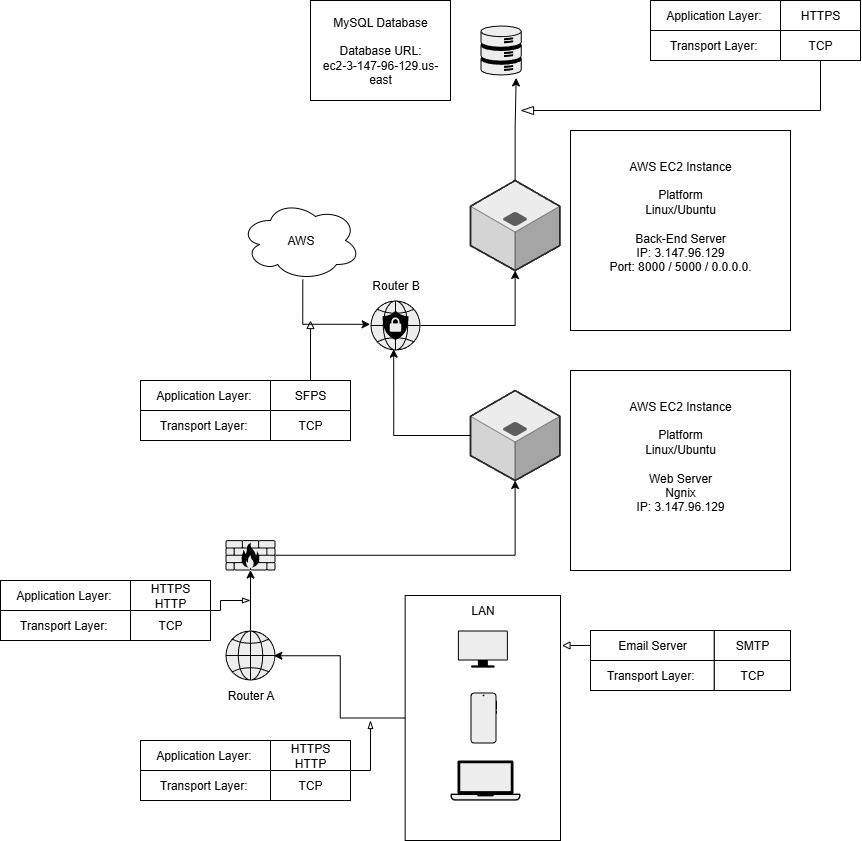 MySQL Database
Database URL:
ec2-3-147-96-129.us-
east
Application Layer: HTTPS
Transport Layer: TCP
AWS EC2 Instance
Platform
Linux/Ubuntu
Back-End Server
IP: 3.147.96.129
Port: 8000 / 5000 / 0.0.0.0.
AWS
Router B
Application Layer: SFPS
Transport Layer: TCP
AWS EC2 Instance
Platform
Linux/Ubuntu
Web Server
Ngnix
IP: 3.147.96.129
Application Layer: HTTPS
HTTP
Transport Layer: TCP
Router A
LAN
Email Server SMTP
Transport Layer: TCP
Application Layer: HTTPS
HTTP
Transport Layer: TCP